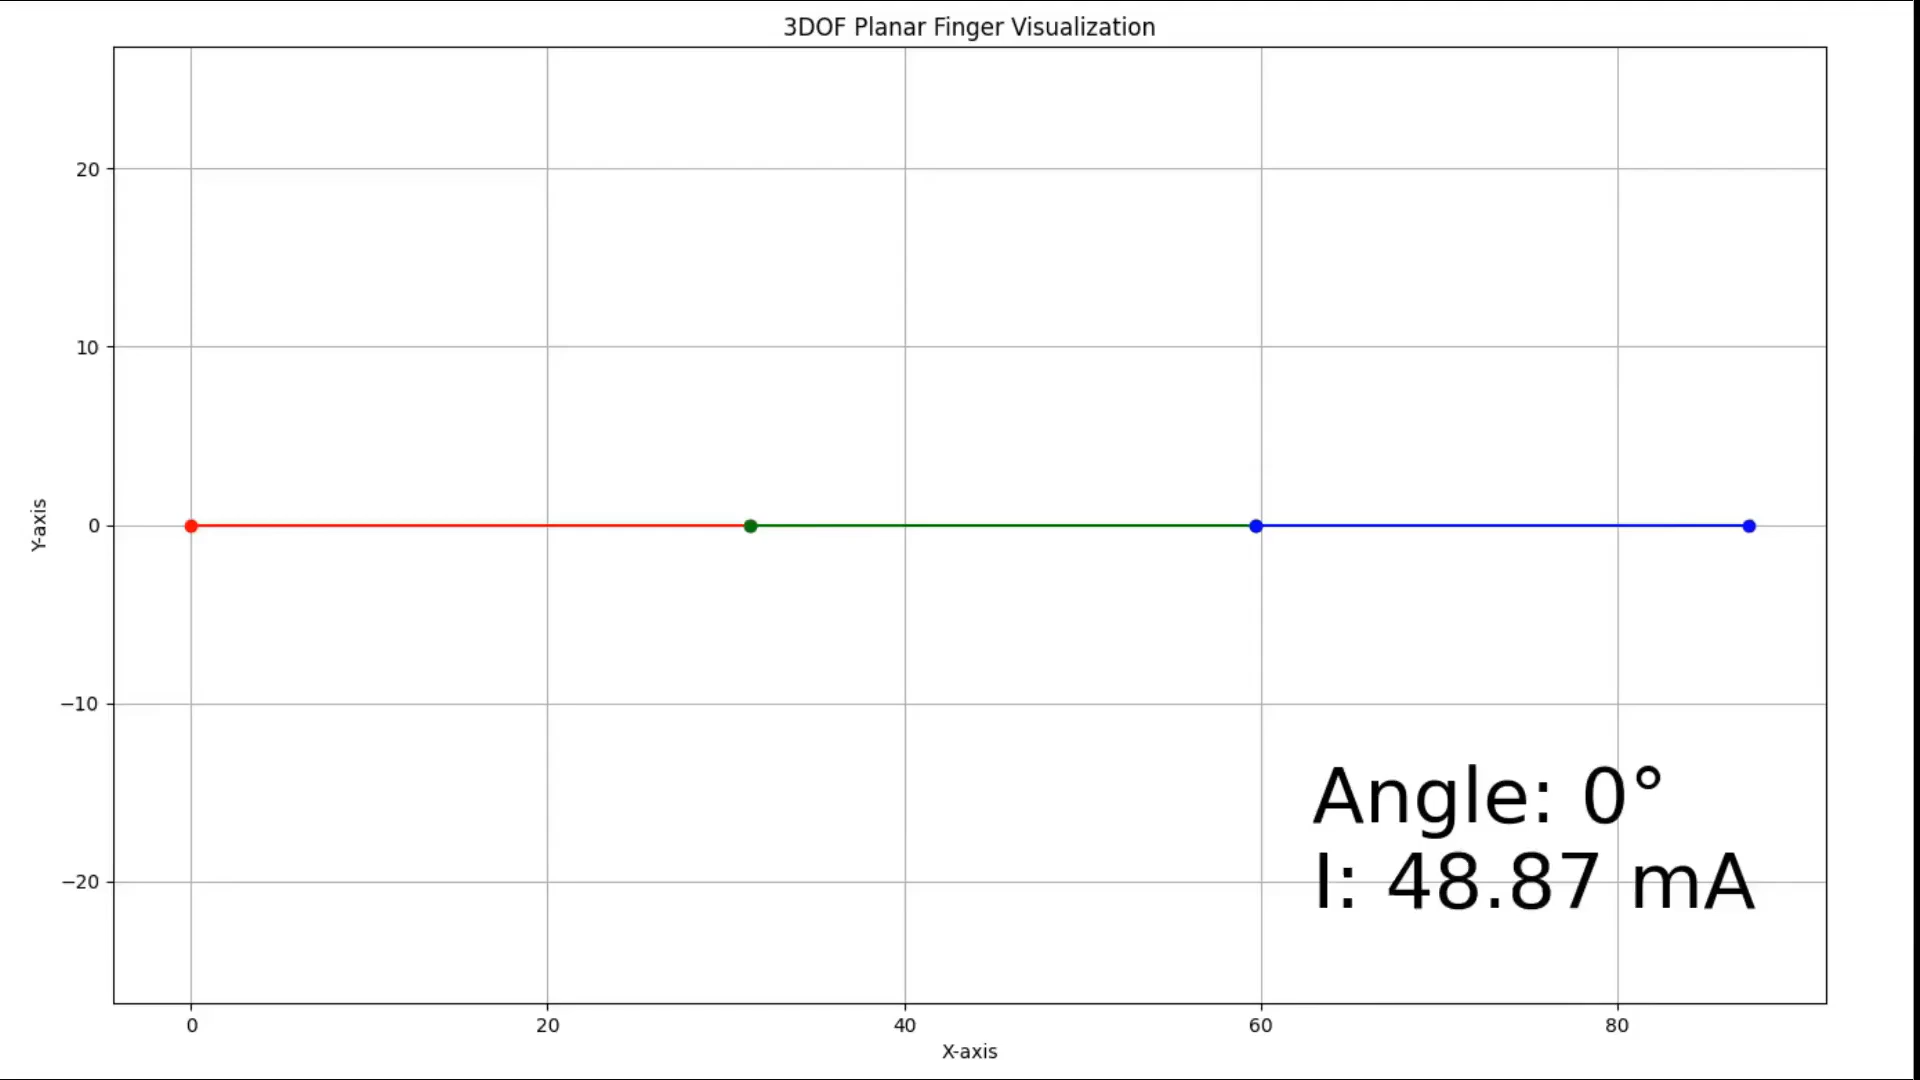 3DOF Planar Finger Visualization
20
10
0
−10
−20
Y-axis
Angle: 0°
I: 48.87 mA
0 20 40 60 80
X-axis